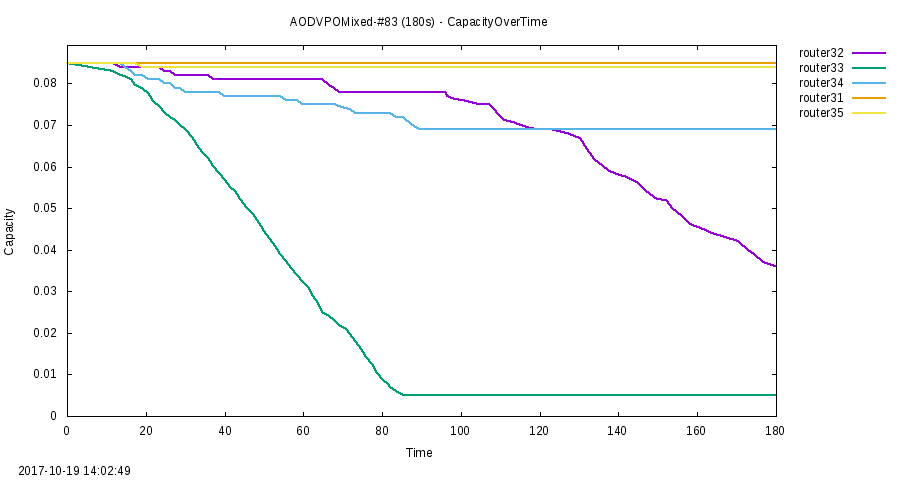 AODVPOMixed-#83 (180s) - CapacityOverTime
router32
router33
router34
router31
router35
0.08
0.07
0.06
0.05
0.04
0.03
0.02
0.01
0
Capacity
0 20 40 60 80 100 120 140 160 180
Time
2017-10-19 14:02:49